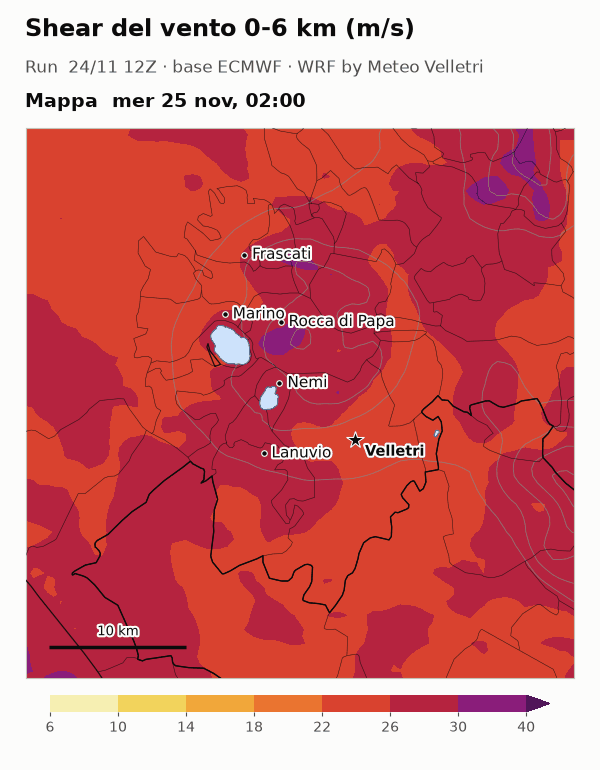 Shear del vento 0-6 km (m/s)
Run  24/11 12Z · base ECMWF · WRF by Meteo Velletri
Mappa  mer 25 nov, 02:00
Frascati
Marino
Rocca di Papa
Nemi
Velletri
Lanuvio
10 km
6 10 14 18 22 26 30 40